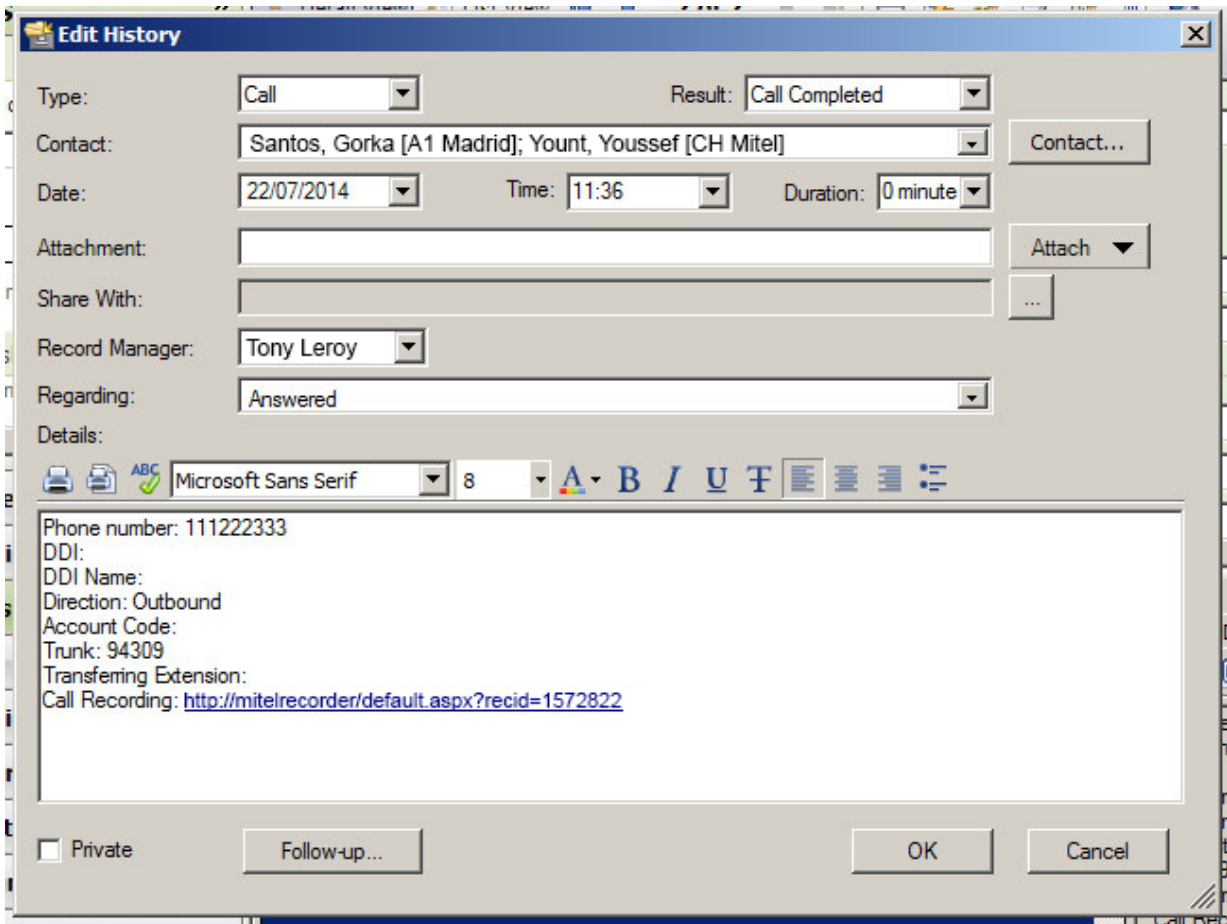 Edit History
Type: Call Result: Call Completed
Contact: Santos, Gorka [A1 Madrid]; Yount, Youssef [CH Mitel] Contact...
Date: 22/07/2014 Time: 11:36 Duration: 0 minute
Attachment: Attach
Share With: ...
Record Manager: Tony Leroy
Regarding: Answered
Details:
ABC Microsoft Sans Serif 8 A B I U T
Phone number: 111222333
DDI:
DDI Name:
Direction: Outbound
Account Code:
Trunk: 94309
Transferring Extension:
Call Recording: http://mitelrecorder/default.aspx?recid=1572822
Private Follow-up... OK Cancel